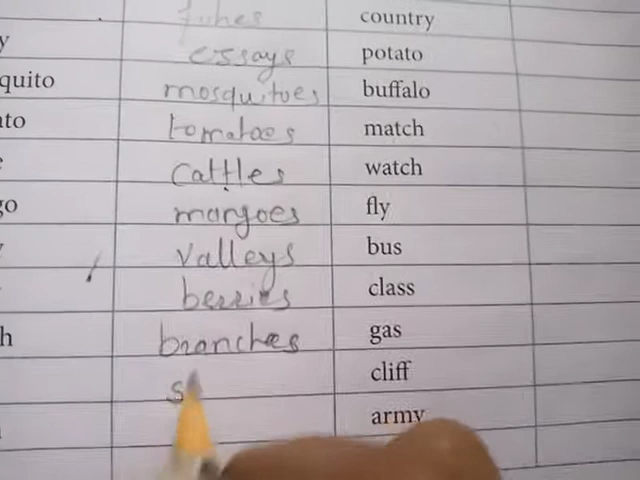 tubes country
y essays potato
quito mosquitoes buffalo
ato tomatoes match
e cattles watch
go mangoes fly
y valleys bus
berries class
h branches gas
s cliff
army